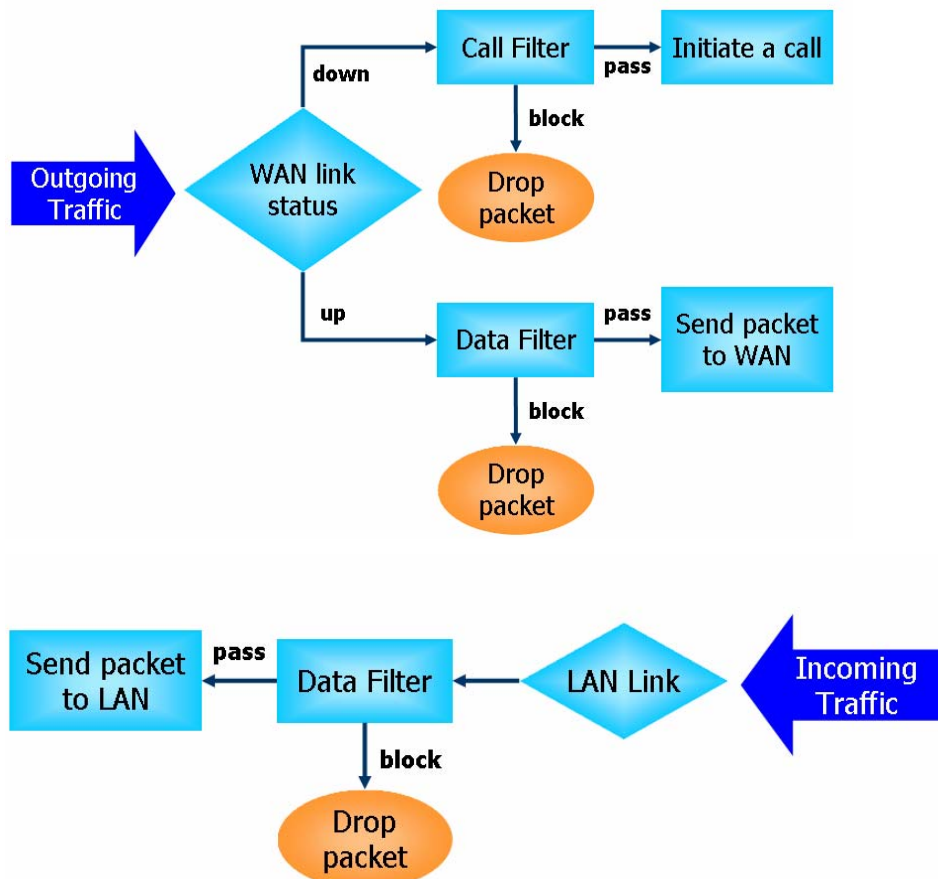 Call Filter
pass
Initiate a call
down
block
Outgoing
Traffic
WAN link
status
Drop
packet
up
Data Filter
pass
Send packet
to WAN
block
Drop
packet
Send packet
to LAN
pass
Data Filter
LAN Link
Incoming
Traffic
block
Drop
packet